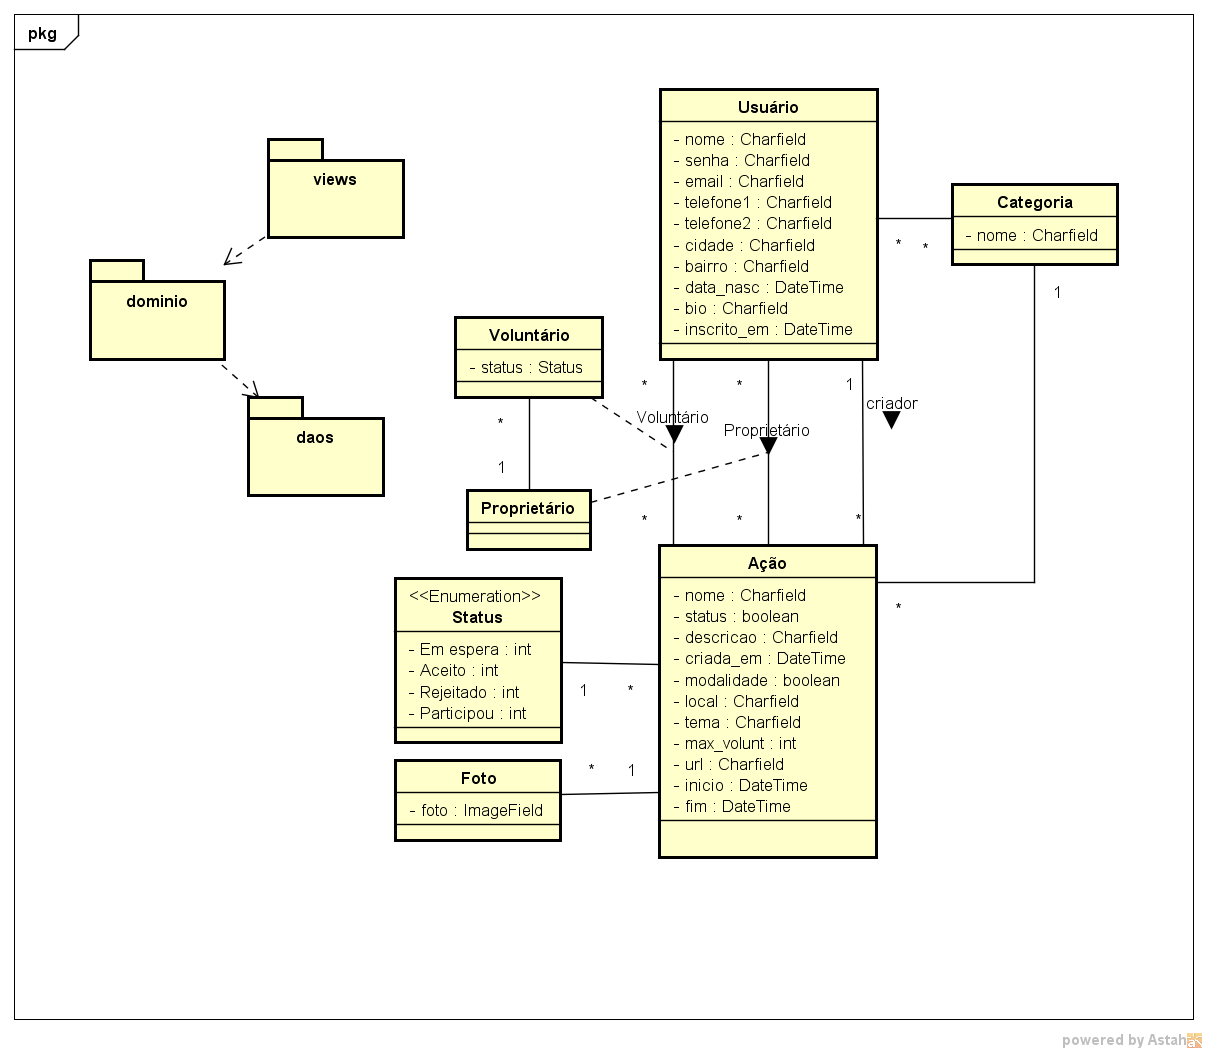 pkg
views
dominio
daos
Usuário
- nome : Charfield
- senha : Charfield
- email : Charfield
- telefone1 : Charfield
- telefone2 : Charfield
- cidade : Charfield
- bairro : Charfield
- data_nasc : DateTime
- bio : Charfield
- inscrito_em : DateTime
Categoria
- nome : Charfield
* *
1
Voluntário
- status : Status
*
1
Proprietário
* * 1
Voluntário
Proprietário
criador
* * *
Ação
- nome : Charfield
- status : boolean
- descricao : Charfield
- criada_em : DateTime
- modalidade : boolean
- local : Charfield
- tema : Charfield
- max_volunt : int
- url : Charfield
- inicio : DateTime
- fim : DateTime
*
<<Enumeration>>
Status
- Em espera : int
- Aceito : int
- Rejeitado : int
- Participou : int
1 *
Foto
- foto : ImageField
* 1
powered by Astah